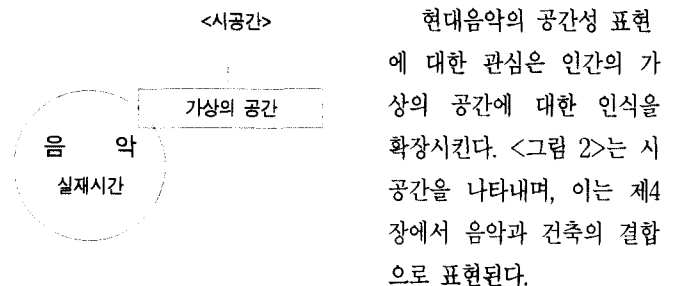 <시공간>
가상의 공간
음 악
실재시간
현대음악의 공간성 표현
에 대한 관심은 인간의 가
상의 공간에 대한 인식을
확장시킨다. <그림 2>는 시
공간을 나타내며, 이는 제4
장에서 음악과 건축의 결합
으로 표현된다.